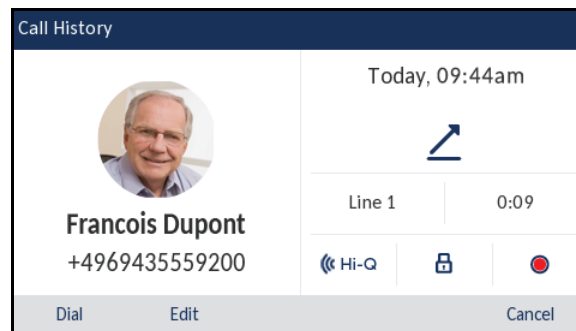 Call History
Today, 09:44am
Line 1 0:09
Francois Dupont
+4969435559200
Hi-Q
Dial Edit Cancel